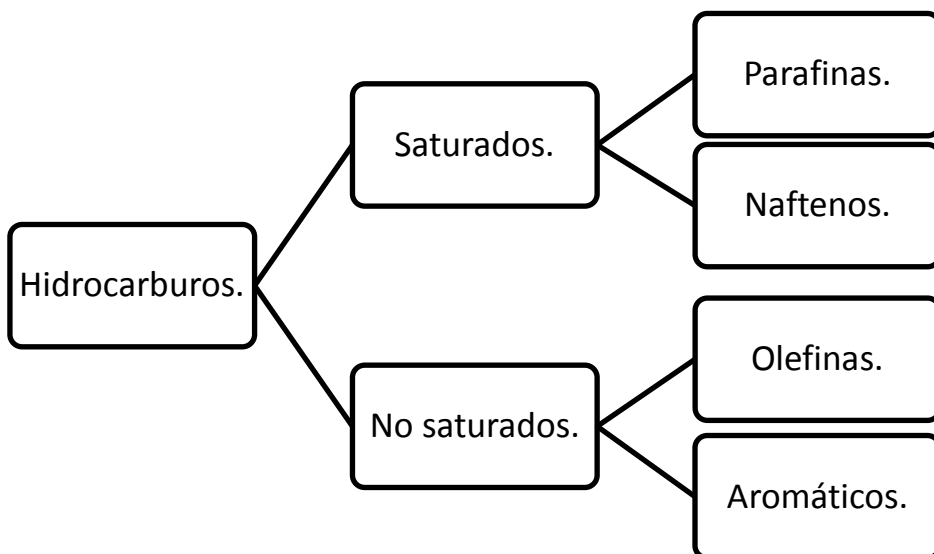 Hidrocarburos.
Saturados.
Parafinas.
Naftenos.
No saturados.
Olefinas.
Aromáticos.